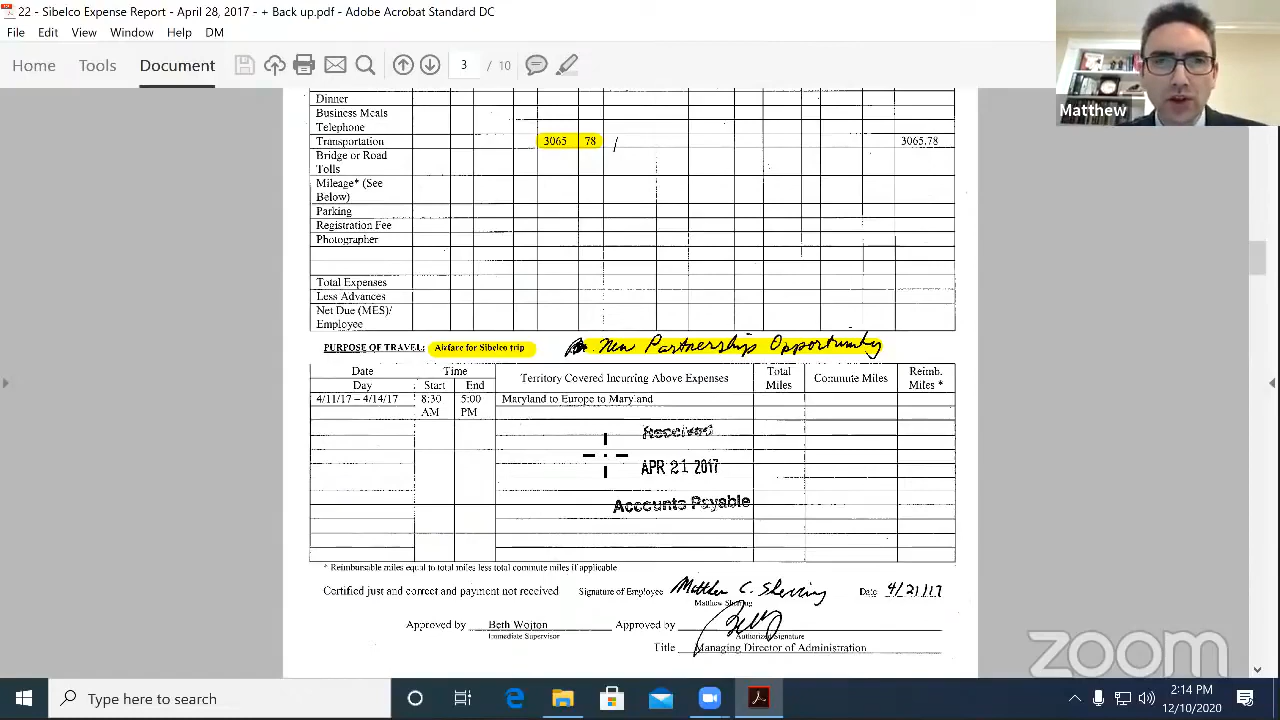 22 - Sibelco Expense Report - April 28, 2017 - + Back up.pdf - Adobe Acrobat Standard DC
File Edit View Window Help DM
Home Tools Document 3 / 10
Matthew
Dinner
Business Meals
Telephone
Transportation 3065 78 / 3065.78
Bridge or Road
Tolls
Mileage* (See
Below)
Parking
Registration Fee
Photographer
Total Expenses
Less Advances
Net Due (MES)/
Employee
PURPOSE OF TRAVEL: Airfare for Sibelco trip New Partnership Opportunity
Date Time Territory Covered Incurring Above Expenses Total Miles Commute Miles Reimb. Miles *
Day Start End
4/11/17 – 4/14/17 8:30 AM 5:00 PM Maryland to Europe to Maryland
Received
APR 21 2017
Accounts Payable
* Reimbursable miles equal to total miles less total commute miles if applicable
Certified just and correct and payment not received Signature of Employee Matthew C. Sherring Date 4/21/17
Matthew Sherring
Approved by Beth Wojton Approved by
Immediate Supervisor Authorized Signature
Title Managing Director of Administration
zoom
Type here to search
2:14 PM
12/10/2020